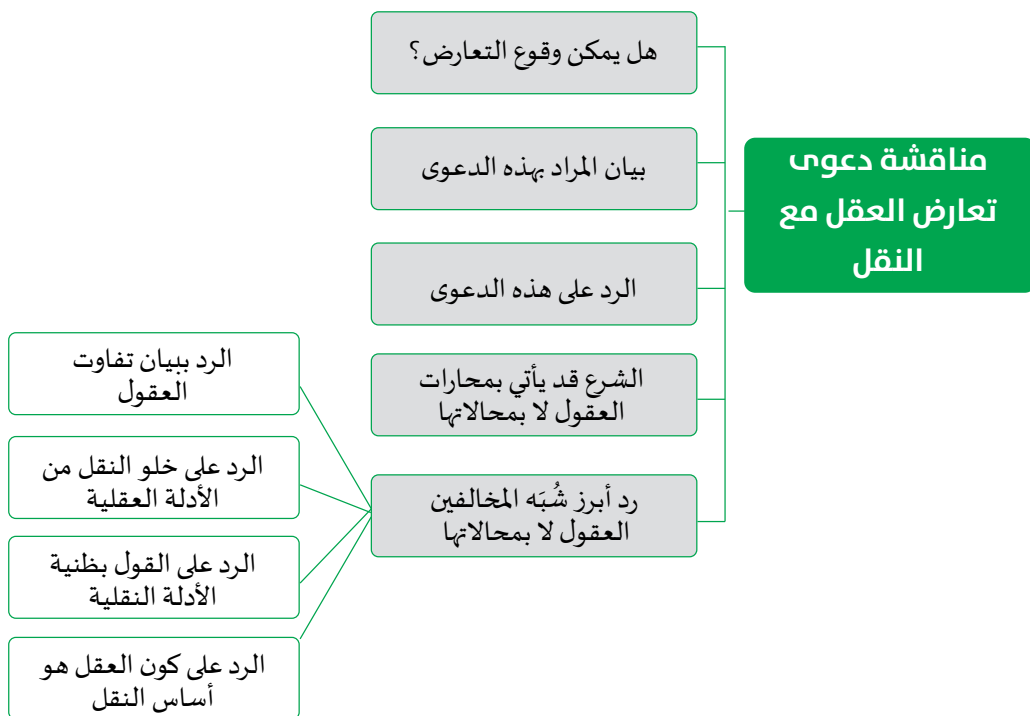 مناقشة دعوى
تعارض العقل مع
النقل
هل يمكن وقوع التعارض؟
بيان المراد بهذه الدعوى
الرد على هذه الدعوى
الشرع قد يأتي بمحارات
العقول لا بمحالاتها
رد أبرز شُبَه المخالفين
العقول لا بمحالاتها
الرد ببيان تفاوت
العقول
الرد على خلو النقل من
الأدلة العقلية
الرد على القول بظنية
الأدلة النقلية
الرد على كون العقل هو
أساس النقل